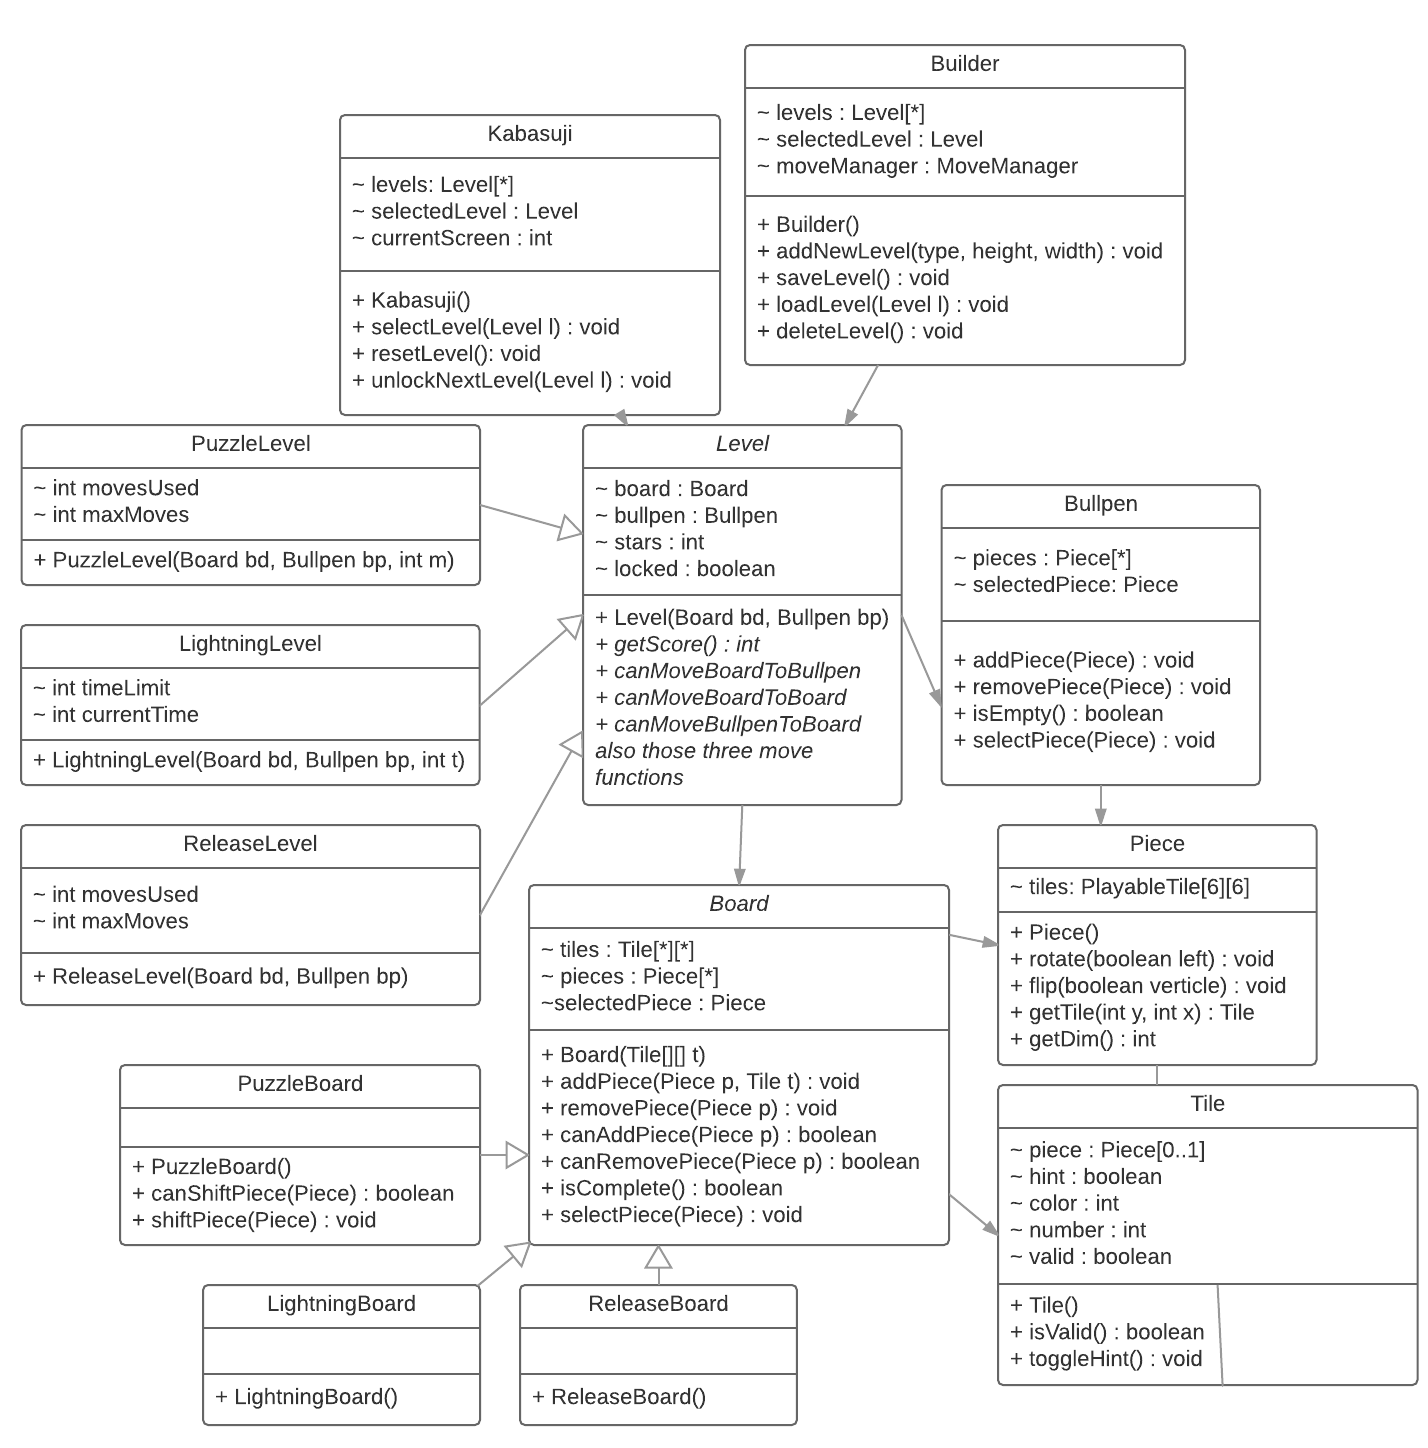 Builder
~ levels : Level[*]
~ selectedLevel : Level
~ moveManager : MoveManager
+ Builder()
+ addNewLevel(type, height, width) : void
+ saveLevel() : void
+ loadLevel(Level l) : void
+ deleteLevel() : void
Kabasuji
~ levels: Level[*]
~ selectedLevel : Level
~ currentScreen : int
+ Kabasuji()
+ selectLevel(Level l) : void
+ resetLevel(): void
+ unlockNextLevel(Level l) : void
PuzzleLevel
~ int movesUsed
~ int maxMoves
+ PuzzleLevel(Board bd, Bullpen bp, int m)
Level
~ board : Board
~ bullpen : Bullpen
~ stars : int
~ locked : boolean
+ Level(Board bd, Bullpen bp)
+ getScore() : int
+ canMoveBoardToBullpen
+ canMoveBoardToBoard
+ canMoveBullpenToBoard
also those three move
functions
Bullpen
~ pieces : Piece[*]
~ selectedPiece: Piece
+ addPiece(Piece) : void
+ removePiece(Piece) : void
+ isEmpty() : boolean
+ selectPiece(Piece) : void
LightningLevel
~ int timeLimit
~ int currentTime
+ LightningLevel(Board bd, Bullpen bp, int t)
ReleaseLevel
~ int movesUsed
~ int maxMoves
+ ReleaseLevel(Board bd, Bullpen bp)
Board
~ tiles : Tile[*][*]
~ pieces : Piece[*]
~selectedPiece : Piece
+ Board(Tile[][] t)
+ addPiece(Piece p, Tile t) : void
+ removePiece(Piece p) : void
+ canAddPiece(Piece p) : boolean
+ canRemovePiece(Piece p) : boolean
+ isComplete() : boolean
+ selectPiece(Piece) : void
Piece
~ tiles: PlayableTile[6][6]
+ Piece()
+ rotate(boolean left) : void
+ flip(boolean verticle) : void
+ getTile(int y, int x) : Tile
+ getDim() : int
PuzzleBoard
+ PuzzleBoard()
+ canShiftPiece(Piece) : boolean
+ shiftPiece(Piece) : void
Tile
~ piece : Piece[0..1]
~ hint : boolean
~ color : int
~ number : int
~ valid : boolean
+ Tile()
+ isValid() : boolean
+ toggleHint() : void
LightningBoard
+ LightningBoard()
ReleaseBoard
+ ReleaseBoard()